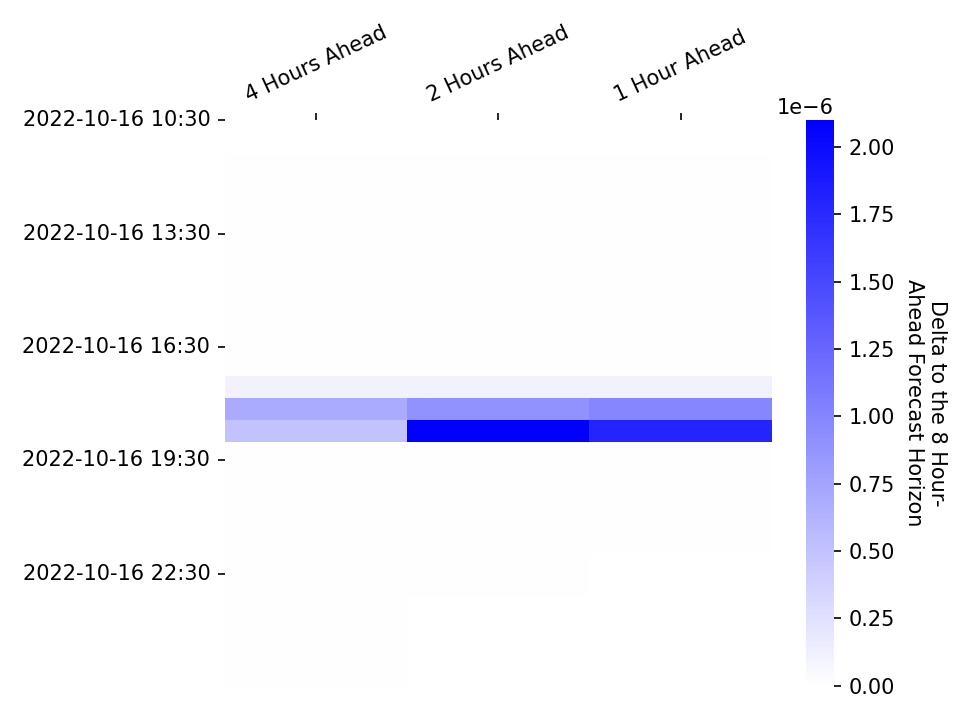 4 Hours Ahead
2 Hours Ahead
1 Hour Ahead
2022-10-16 10:30
2022-10-16 13:30
2022-10-16 16:30
2022-10-16 19:30
2022-10-16 22:30
1e−6
2.00
1.75
1.50
1.25
1.00
0.75
0.50
0.25
0.00
Delta to the 8 Hour-
Ahead Forecast Horizon